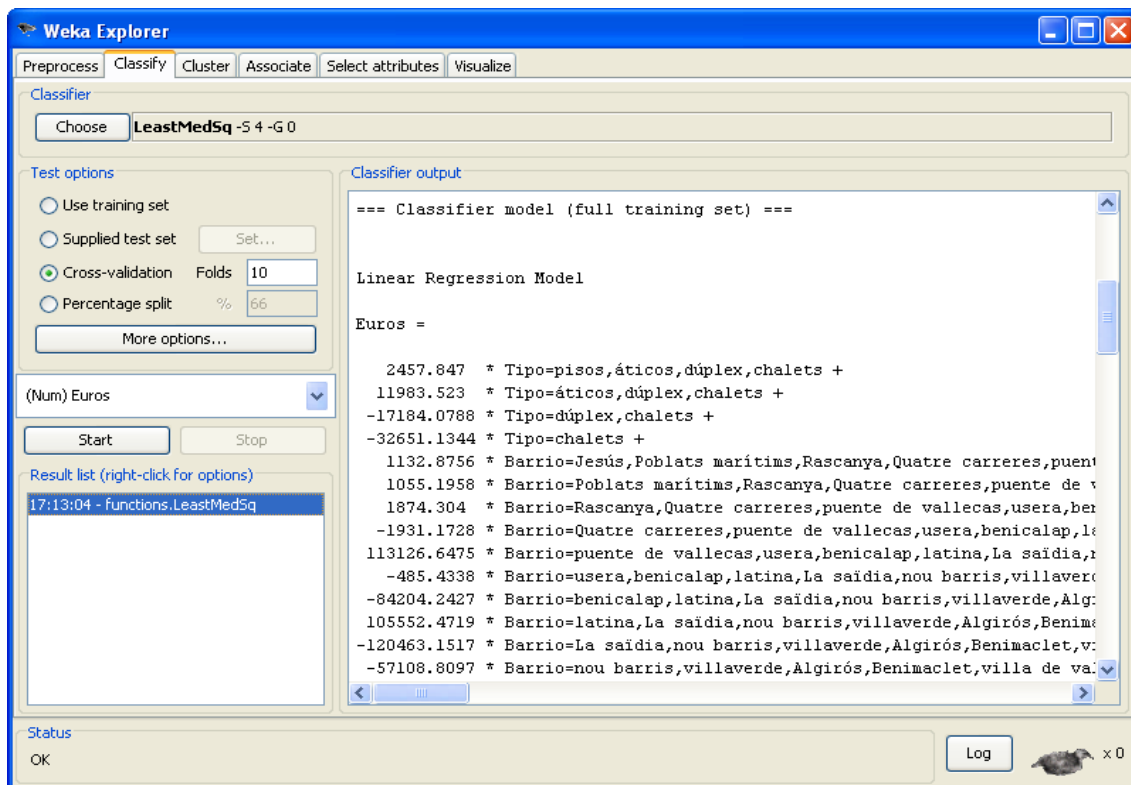 Weka Explorer
Preprocess Classify Cluster Associate Select attributes Visualize
Classifier
Choose LeastMedSq -S 4 -G 0
Test options
Use training set
Supplied test set Set...
Cross-validation Folds 10
Percentage split % 66
More options...
(Num) Euros
Start Stop
Result list (right-click for options)
17:13:04 - functions.LeastMedSq
Classifier output
=== Classifier model (full training set) ===
Linear Regression Model
Euros =
2457.847 * Tipo=pisos,áticos,dúplex,chalets +
11983.523 * Tipo=áticos,dúplex,chalets +
-17184.0788 * Tipo=dúplex,chalets +
-32651.1344 * Tipo=chalets +
1132.8756 * Barrio=Jesús,Poblats marítims,Rascanya,Quatre carreres,
1055.1958 * Barrio=Poblats marítims,Rascanya,Quatre carreres,puente de
1874.304 * Barrio=Rascanya,Quatre carreres,puente de vallecas,usera,
-1931.1728 * Barrio=Quatre carreres,puente de vallecas,usera,benicalap,
113126.6475 * Barrio=puente de vallecas,usera,benicalap,latina,La saïdia,
-485.4338 * Barrio=usera,benicalap,latina,La saïdia,nou barris,
-84204.2427 * Barrio=benicalap,latina,La saïdia,nou barris,villaverde,
105552.4719 * Barrio=latina,La saïdia,nou barris,villaverde,Algirós,
-120463.1517 * Barrio=La saïdia,nou barris,villaverde,Algirós,Benimaclet,
-57108.8097 * Barrio=nou barris,villaverde,Algirós,Benimaclet,villa de
Status
OK
Log
x 0